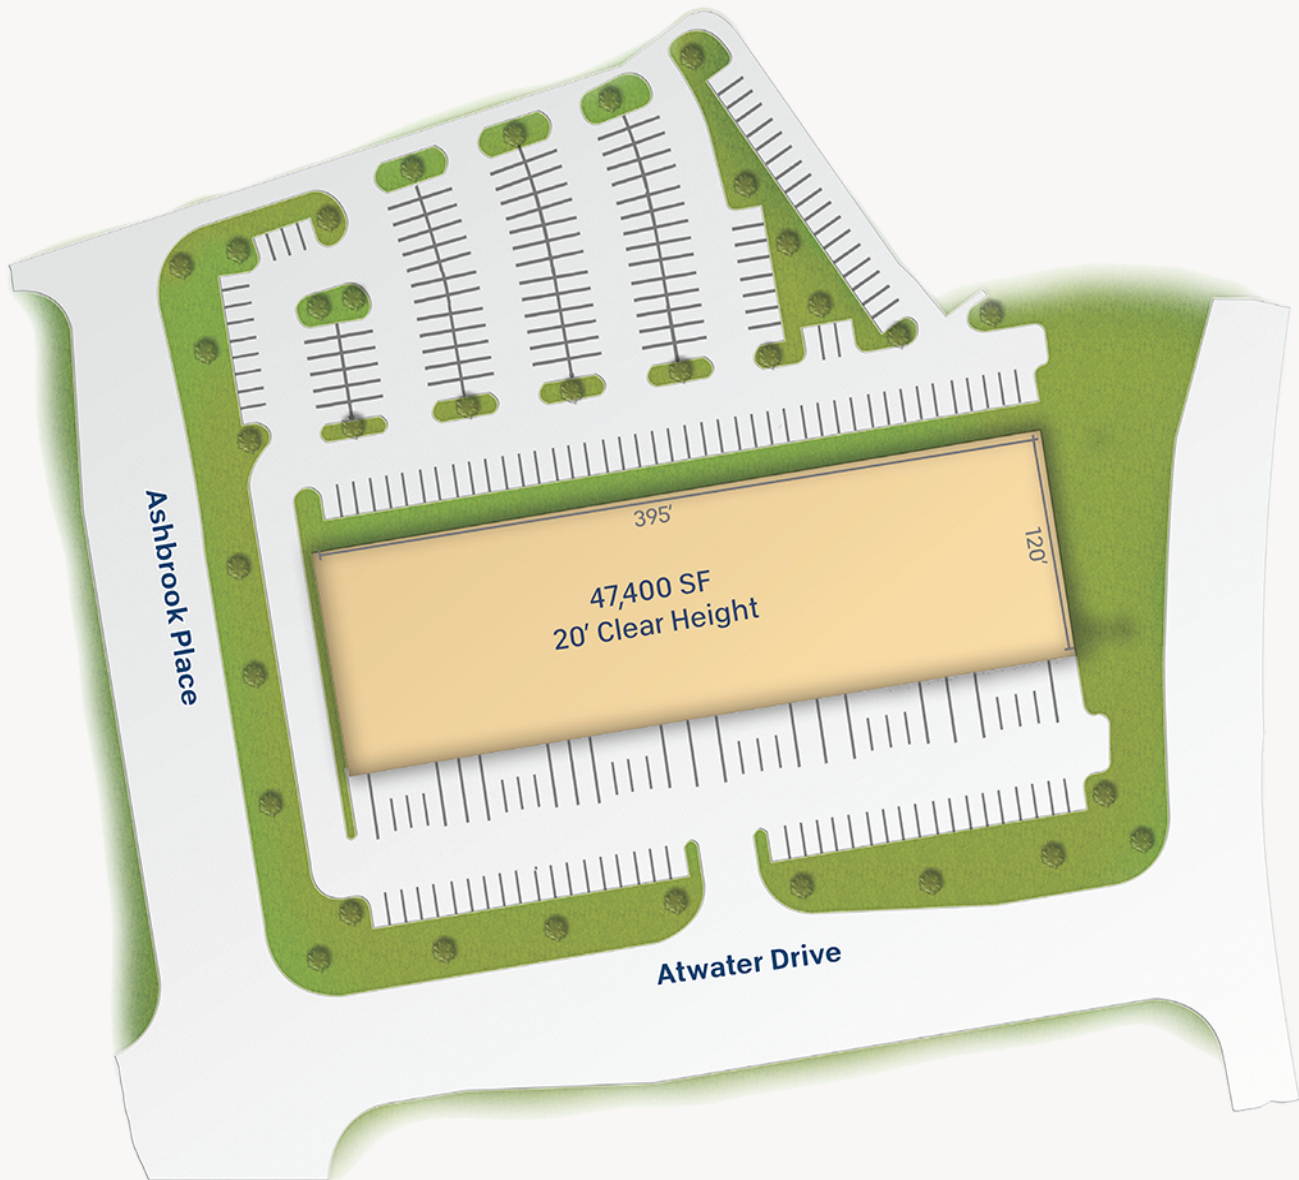 Ashbrook Place
395′
120′
47,400 SF
20′ Clear Height
Atwater Drive